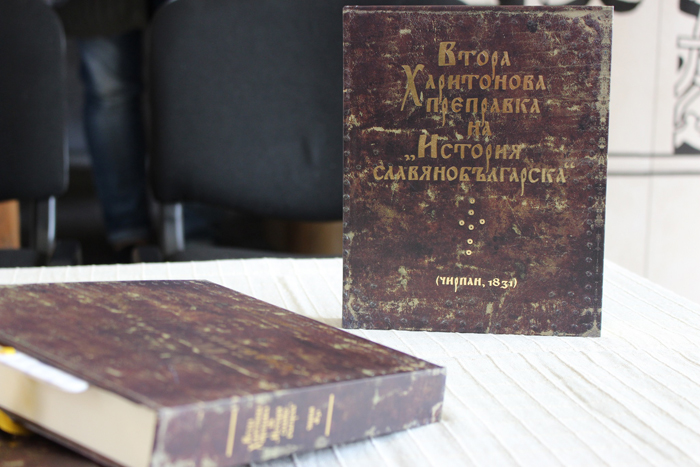 Втора
Харитонова
преправка
на
„История
славянобългарска“
(Чирпан, 1831)